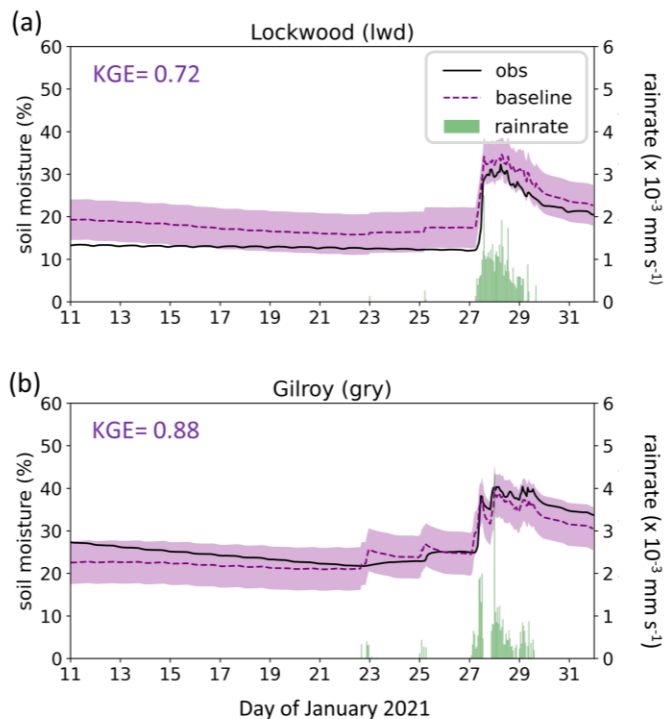 (a)
Lockwood (lwd)
KGE= 0.72
obs
baseline
rainrate
soil moisture (%)
60
50
40
30
20
10
0
6
5
4
3
2
1
0
rainrate (x 10⁻³ mm s⁻¹)
11 13 15 17 19 21 23 25 27 29 31
(b)
Gilroy (gry)
KGE= 0.88
soil moisture (%)
60
50
40
30
20
10
0
6
5
4
3
2
1
0
rainrate (x 10⁻³ mm s⁻¹)
11 13 15 17 19 21 23 25 27 29 31
Day of January 2021